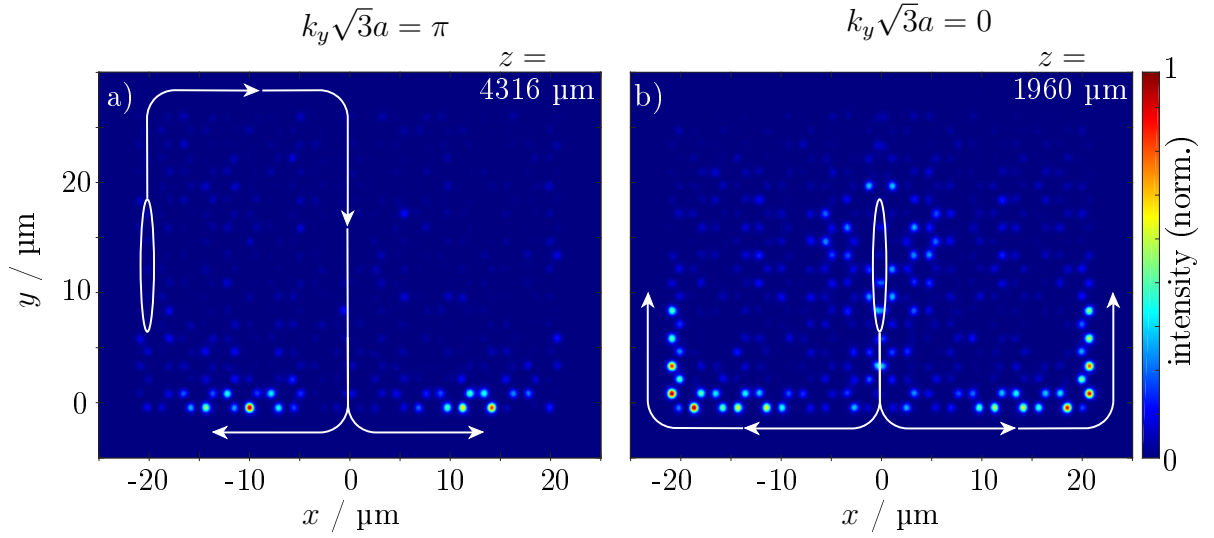 k_y√3a = π
z =
a)
4316 µm
20
10
0
y / µm
-20
-10
0
10
20
x / µm
k_y√3a = 0
z =
b)
1960 µm
-20
-10
0
10
20
x / µm
1
0
intensity (norm.)